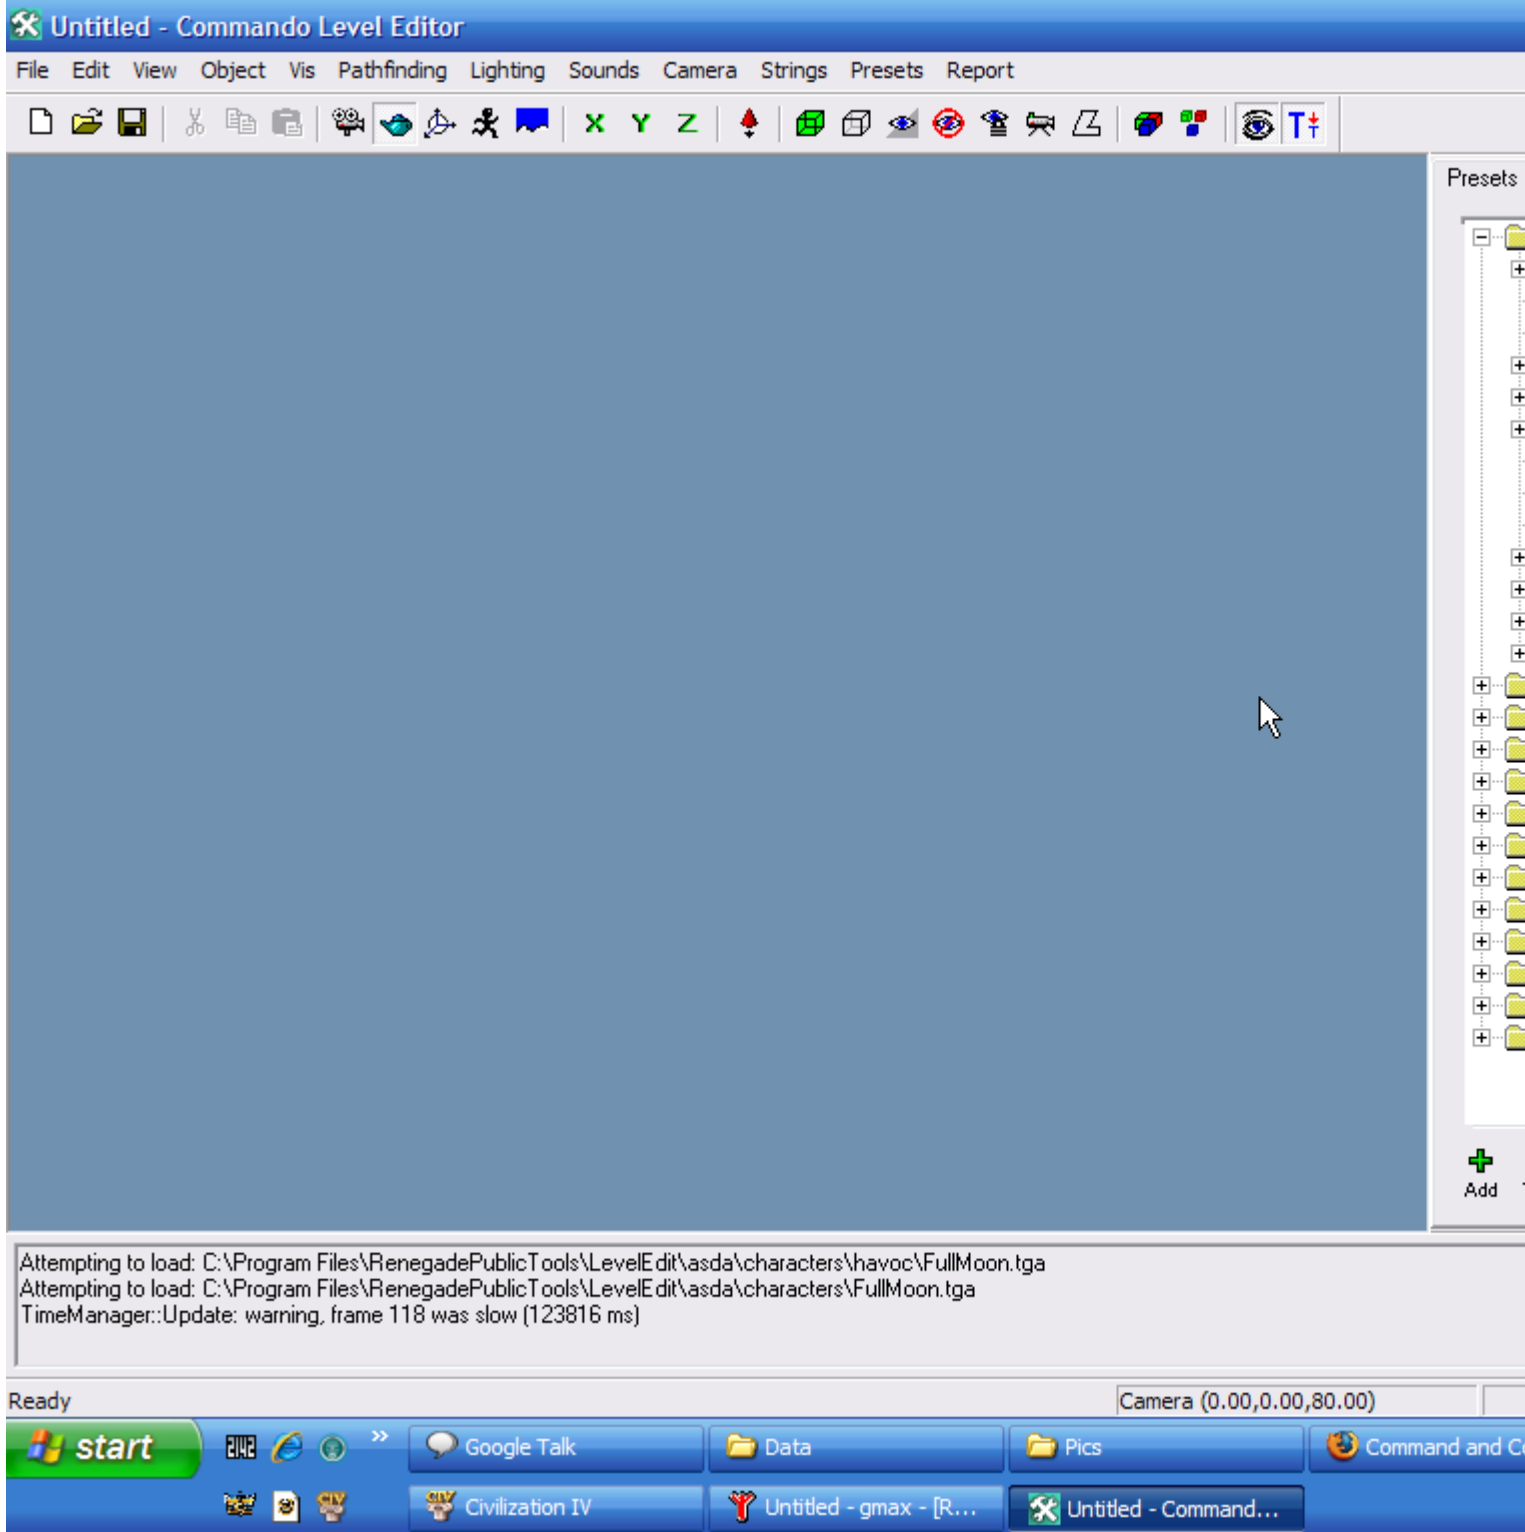 Untitled - Commando Level Editor
File Edit View Object Vis Pathfinding Lighting Sounds Camera Strings Presets Report
X Y Z T T
Presets
Add
Attempting to load: C:\Program Files\RenegadePublicTools\LevelEdit\asda\characters\havoc\FullMoon.tga
Attempting to load: C:\Program Files\RenegadePublicTools\LevelEdit\asda\characters\FullMoon.tga
TimeManager::Update: warning, frame 118 was slow (123816 ms)
Ready
Camera (0.00,0.00,80.00)
start 2142 » Google Talk Data Pics Command and C
CIV Civilization IV Untitled - gmax - [R... Untitled - Command...